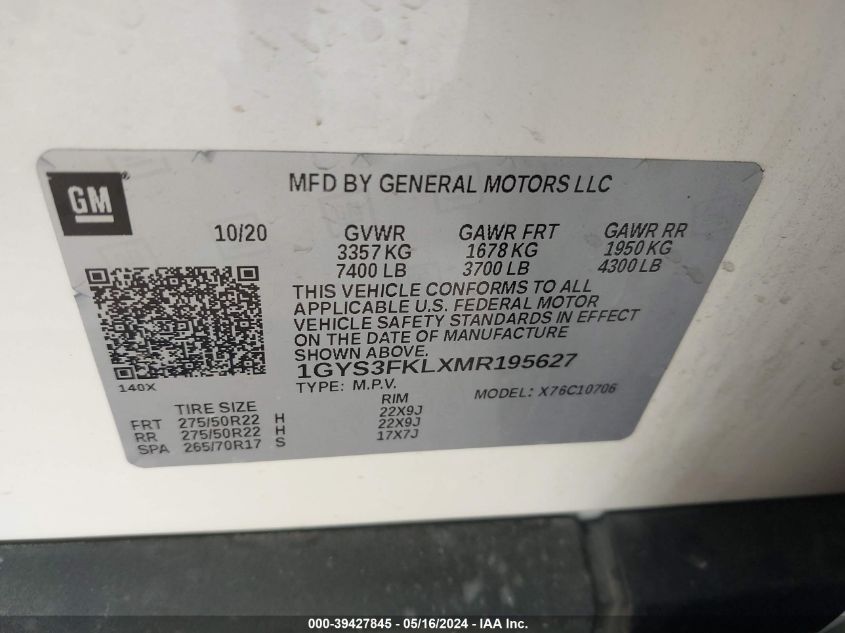 GM
MFD BY GENERAL MOTORS LLC
10/20 GVWR GAWR FRT GAWR RR
3357 KG 1678 KG 1950 KG
7400 LB 3700 LB 4300 LB
THIS VEHICLE CONFORMS TO ALL
APPLICABLE U.S. FEDERAL MOTOR
VEHICLE SAFETY STANDARDS IN EFFECT
ON THE DATE OF MANUFACTURE
SHOWN ABOVE.
1GYS3FKLXMR195627
140X
TYPE: M.P.V. MODEL: X76C10706
TIRE SIZE RIM
FRT 275/50R22 H 22X9J
RR 275/50R22 H 22X9J
SPA 265/70R17 S 17X7J
000-39427845 - 05/16/2024 - IAA Inc.